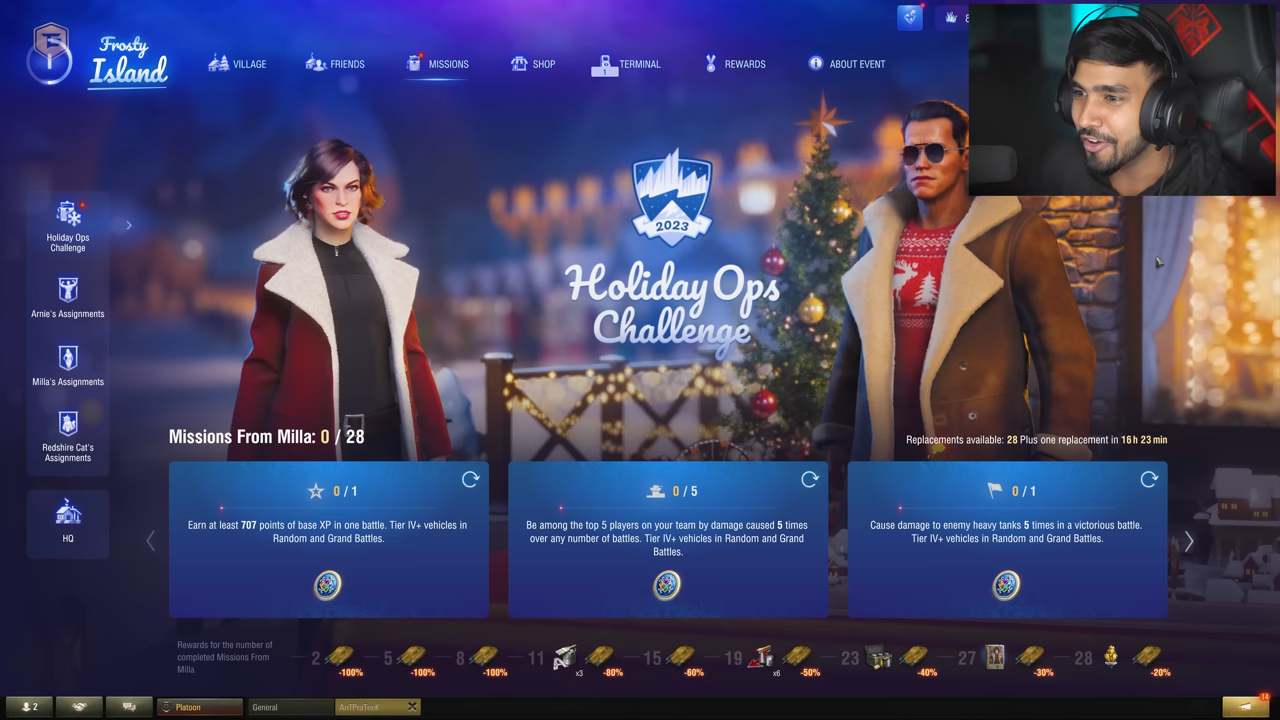 Frosty
Island
VILLAGE
FRIENDS
MISSIONS
SHOP
TERMINAL
1
REWARDS
ABOUT EVENT
8
2023
Holiday Ops
Challenge
Holiday Ops
Challenge
Arnie's Assignments
Milla's Assignments
Redshire Cat's
Assignments
HQ
Missions From Milla: 0 / 28
Replacements available: 28 Plus one replacement in 16 h 23 min
0 / 1
Earn at least 707 points of base XP in one battle. Tier IV+ vehicles in
Random and Grand Battles.
0 / 5
Be among the top 5 players on your team by damage caused 5 times
over any number of battles. Tier IV+ vehicles in Random and Grand
Battles.
0 / 1
Cause damage to enemy heavy tanks 5 times in a victorious battle.
Tier IV+ vehicles in Random and Grand Battles.
Rewards for the number of
completed Missions From
Milla
2 -100% 5 -100% 8 -100% 11 x3 -80% 15 -60% 19 x6 -50% 23 -40% 27 -30% 28 -20%
2
Platoon
General
AnTPruTeeK
14